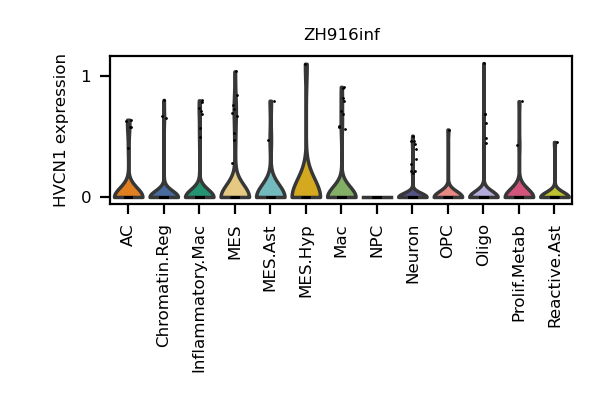 ZH916inf
HVCN1 expression
1
0
AC
Chromatin.Reg
Inflammatory.Mac
MES
MES.Ast
MES.Hyp
Mac
NPC
Neuron
OPC
Oligo
Prolif.Metab
Reactive.Ast